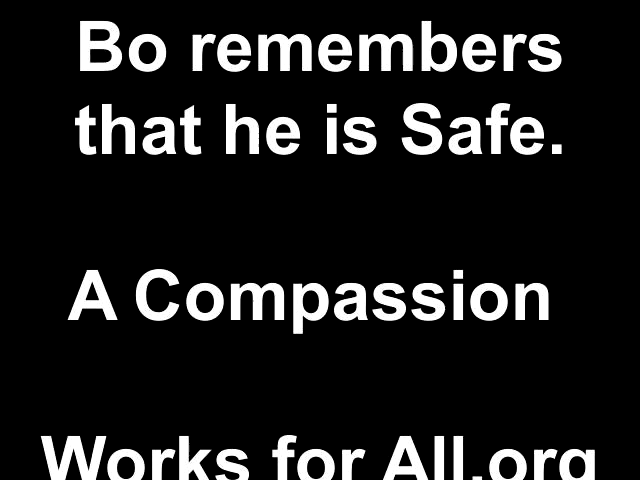 Bo remembers
that he is Safe.
A Compassion
Works for All.org